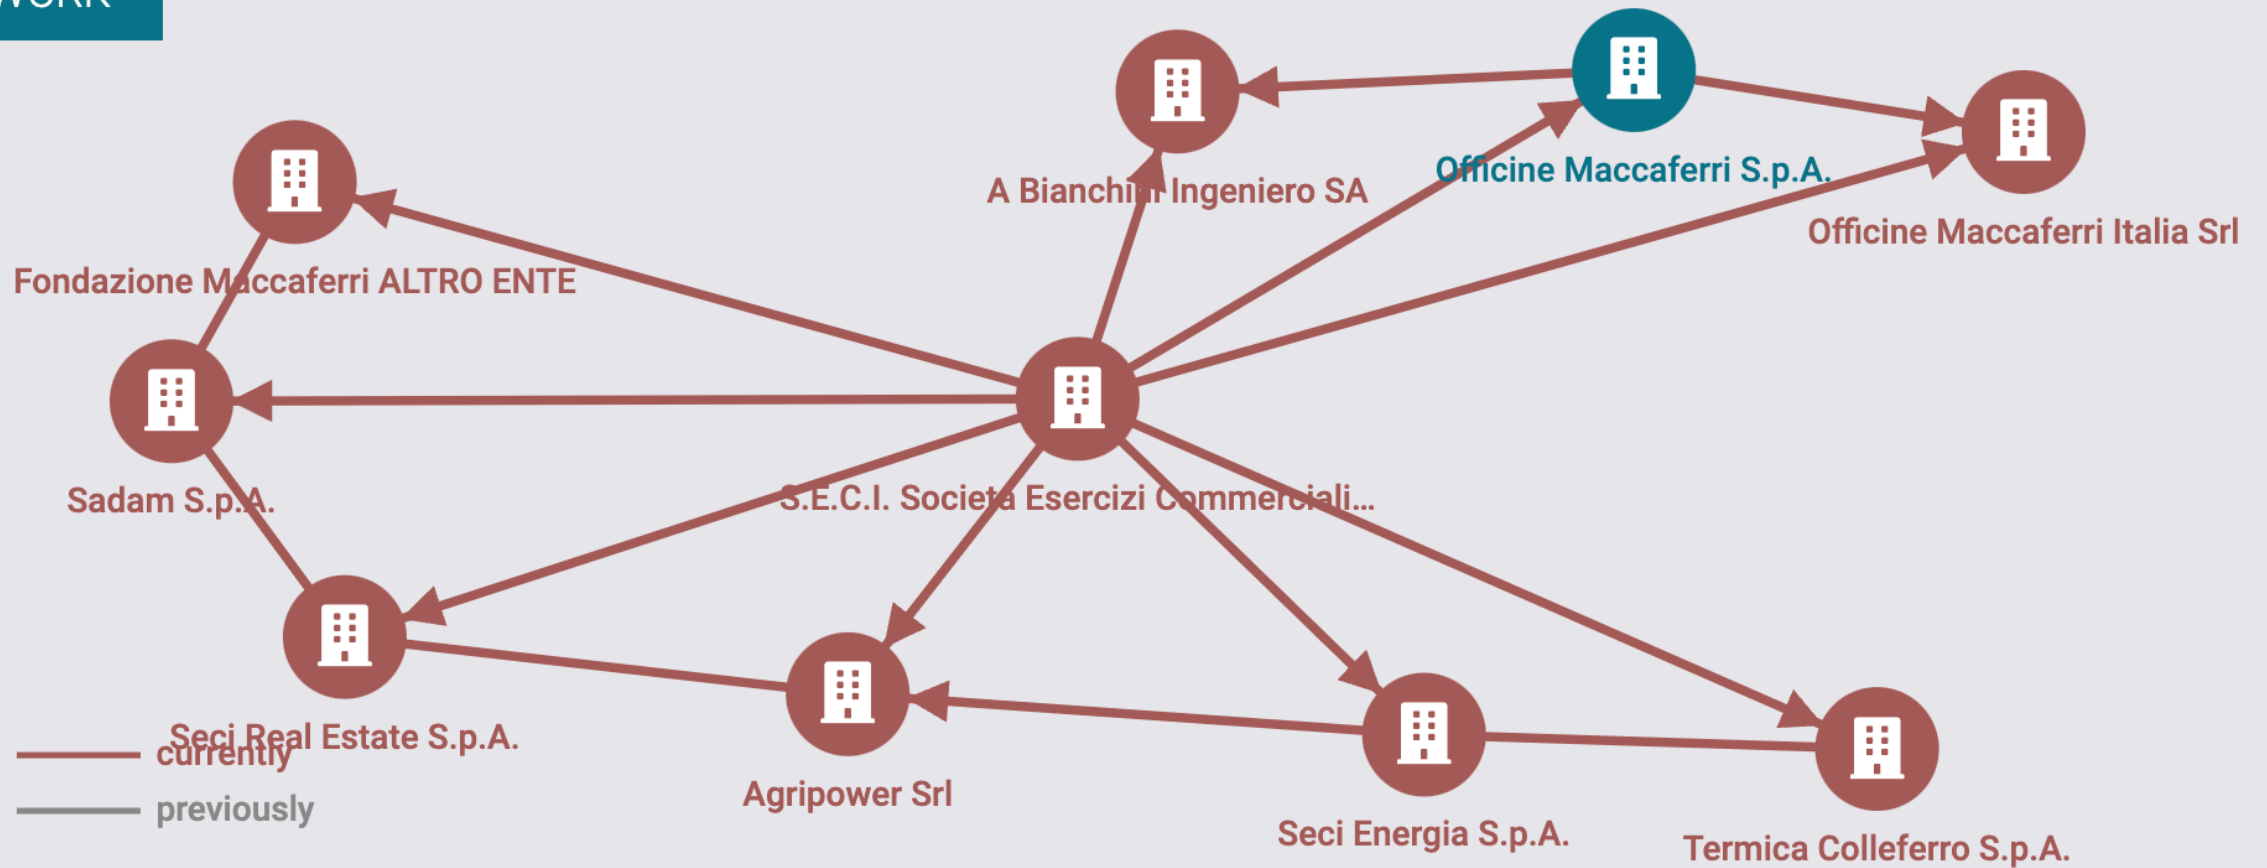 A Bianchini Ingeniero SA
Officine Maccaferri S.p.A.
Officine Maccaferri Italia Srl
Fondazione Maccaferri ALTRO ENTE
Sadam S.p.A.
S.E.C.I. Società Esercizi Commerciali...
Seci Real Estate S.p.A.
currently
Agripower Srl
previously
Seci Energia S.p.A.
Termica Colleferro S.p.A.